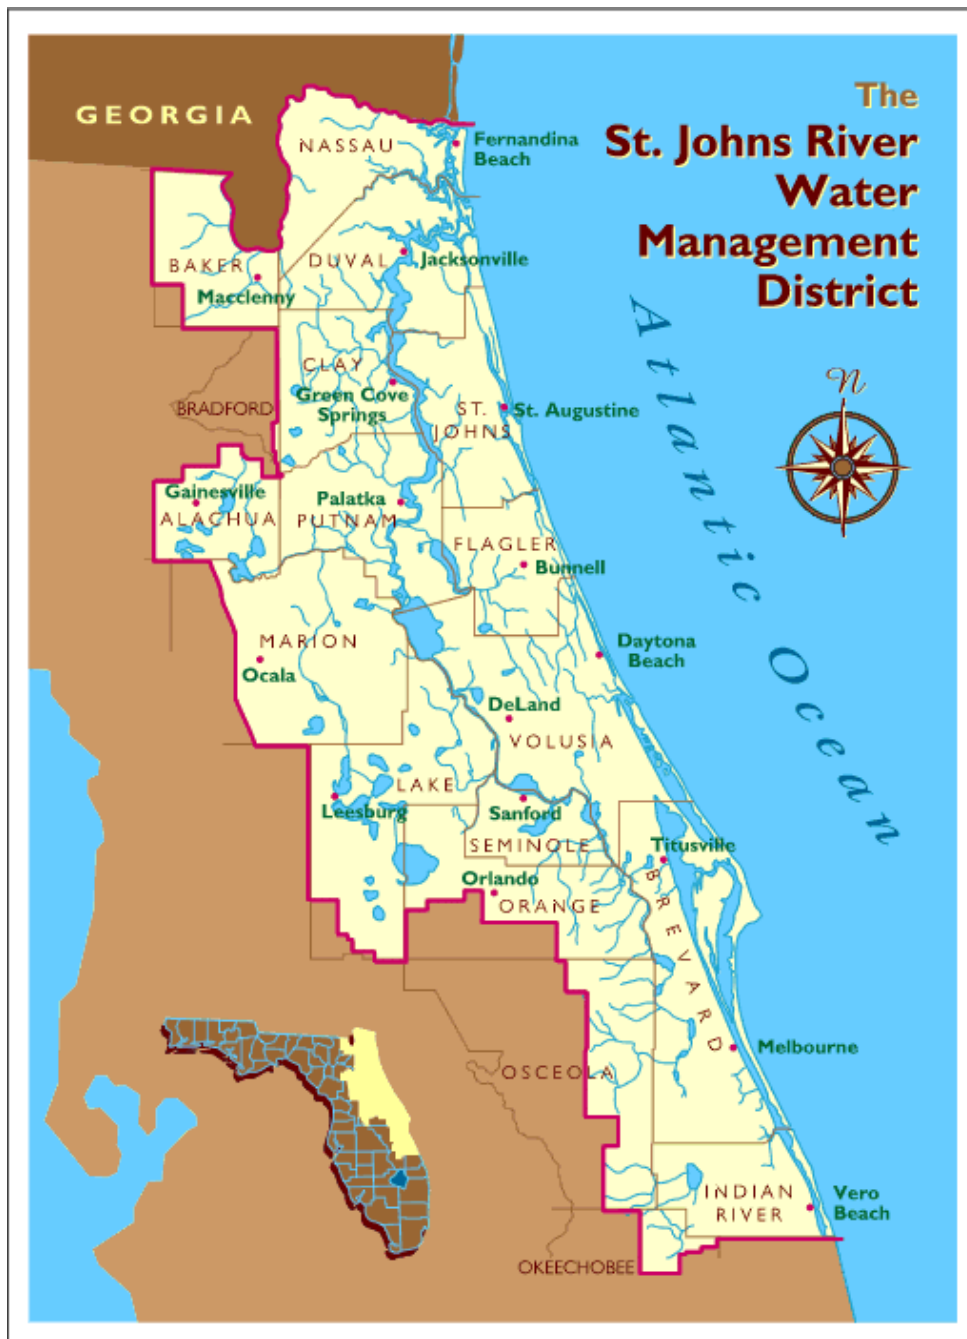 The
St. Johns River
Water
Management
District
GEORGIA
NASSAU
Fernandina
Beach
BAKER
DUVAL
Jacksonville
Macclenny
Atlantic Ocean
N
CLAY
Green Cove
Springs
BRADFORD
ST.
JOHNS
St. Augustine
Gainesville
ALACHUA
Palatka
PUTNAM
FLAGLER
Bunnell
MARION
Ocala
Daytona
Beach
DeLand
VOLUSIA
LAKE
Leesburg
Sanford
SEMINOLE
Titusville
Orlando
ORANGE
BREVARD
Melbourne
OSCEOLA
INDIAN
RIVER
Vero
Beach
OKEECHOBEE